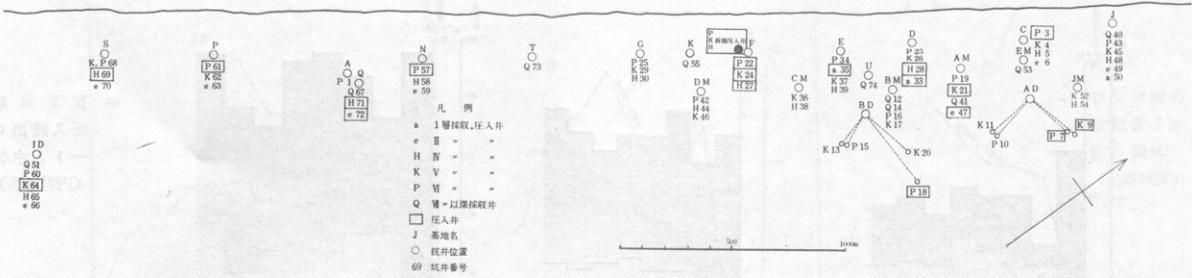 S
K, P 68
H 69
e 70
P
P 61
K 62
e 63
A
P 1
Q
Q 67
H 71
e 72
N
P 57
H 58
e 59
T
Q 73
G
P 25
K 29
H 30
K
Q 55
DM
P 42
H 44
K 46
P
K
H
F
P 22
K 24
H 27
CM
K 36
H 38
E
P 34
a 35
K 37
H 39
U
Q 74
D
P 23
K 26
H 28
a 33
BM
Q 12
Q 14
P 16
K 17
BD
K 13
P 15
K 20
P 18
AM
P 19
K 21
Q 41
e 47
C
P 3
K 4
H 5
e 6
EM
Q 53
AD
K 11
P 10
P 7
K 9
J
Q 40
P 43
K 45
H 48
e 49
a 50
JM
K 52
H 54
ID
Q 51
P 60
K 64
H 65
e 66
凡 例
a Ⅰ層採収,圧入井
e Ⅱ 〃 〃
H Ⅳ 〃 〃
K Ⅴ 〃 〃
P Ⅵ 〃 〃
Q Ⅶ〃以深採収井
圧入井
J 基地名
坑井位置
69 坑井番号
500
1000m